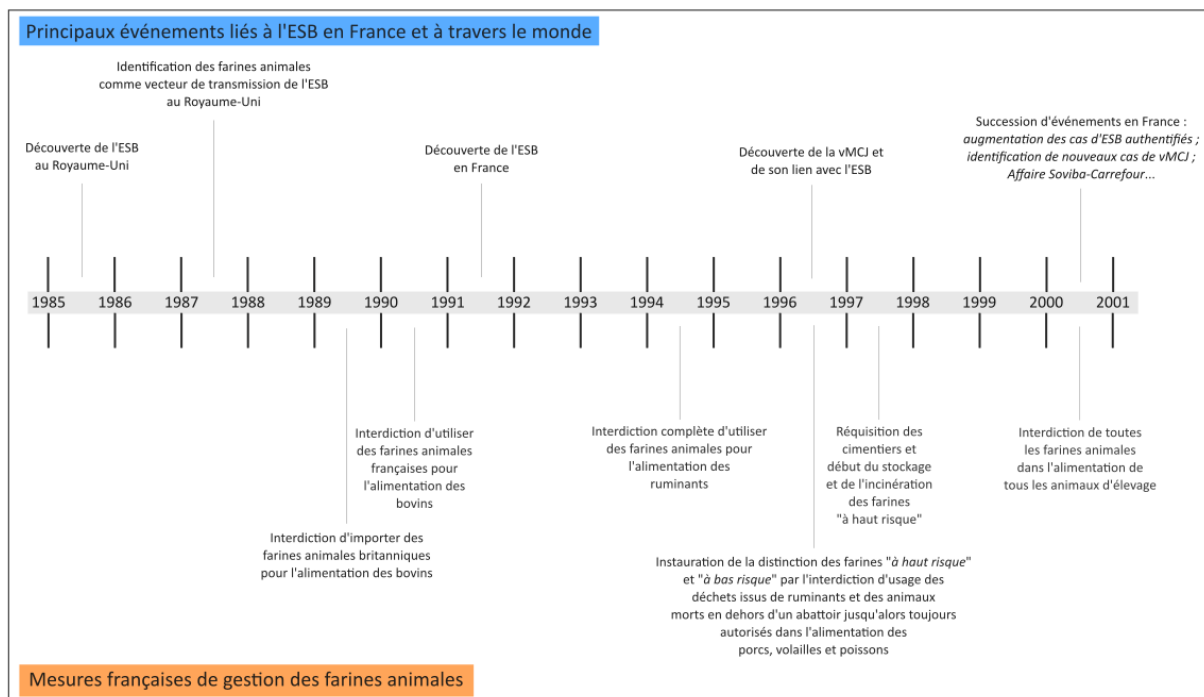 Principaux événements liés à l'ESB en France et à travers le monde
Identification des farines animales
comme vecteur de transmission de l'ESB
au Royaume-Uni
Découverte de l'ESB
au Royaume-Uni
Découverte de l'ESB
en France
Découverte de la vMCJ et
de son lien avec l'ESB
Succession d'événements en France :
augmentation des cas d'ESB authentifiés ;
identification de nouveaux cas de vMCJ ;
Affaire Soviba-Carrefour...
1985 1986 1987 1988 1989 1990 1991 1992 1993 1994 1995 1996 1997 1998 1999 2000 2001
Interdiction d'importer des
farines animales britanniques
pour l'alimentation des bovins
Interdiction d'utiliser
des farines animales
françaises pour
l'alimentation des
bovins
Interdiction complète d'utiliser
des farines animales pour
l'alimentation des
ruminants
Instauration de la distinction des farines "à haut risque"
et "à bas risque" par l'interdiction d'usage des
déchets issus de ruminants et des animaux
morts en dehors d'un abattoir jusqu'alors toujours
autorisés dans l'alimentation des
porcs, volailles et poissons
Réquisition des
cimentiers et
début du stockage
et de l'incinération
des farines
"à haut risque"
Interdiction de toutes
les farines animales
dans l'alimentation de
tous les animaux d'élevage
Mesures françaises de gestion des farines animales